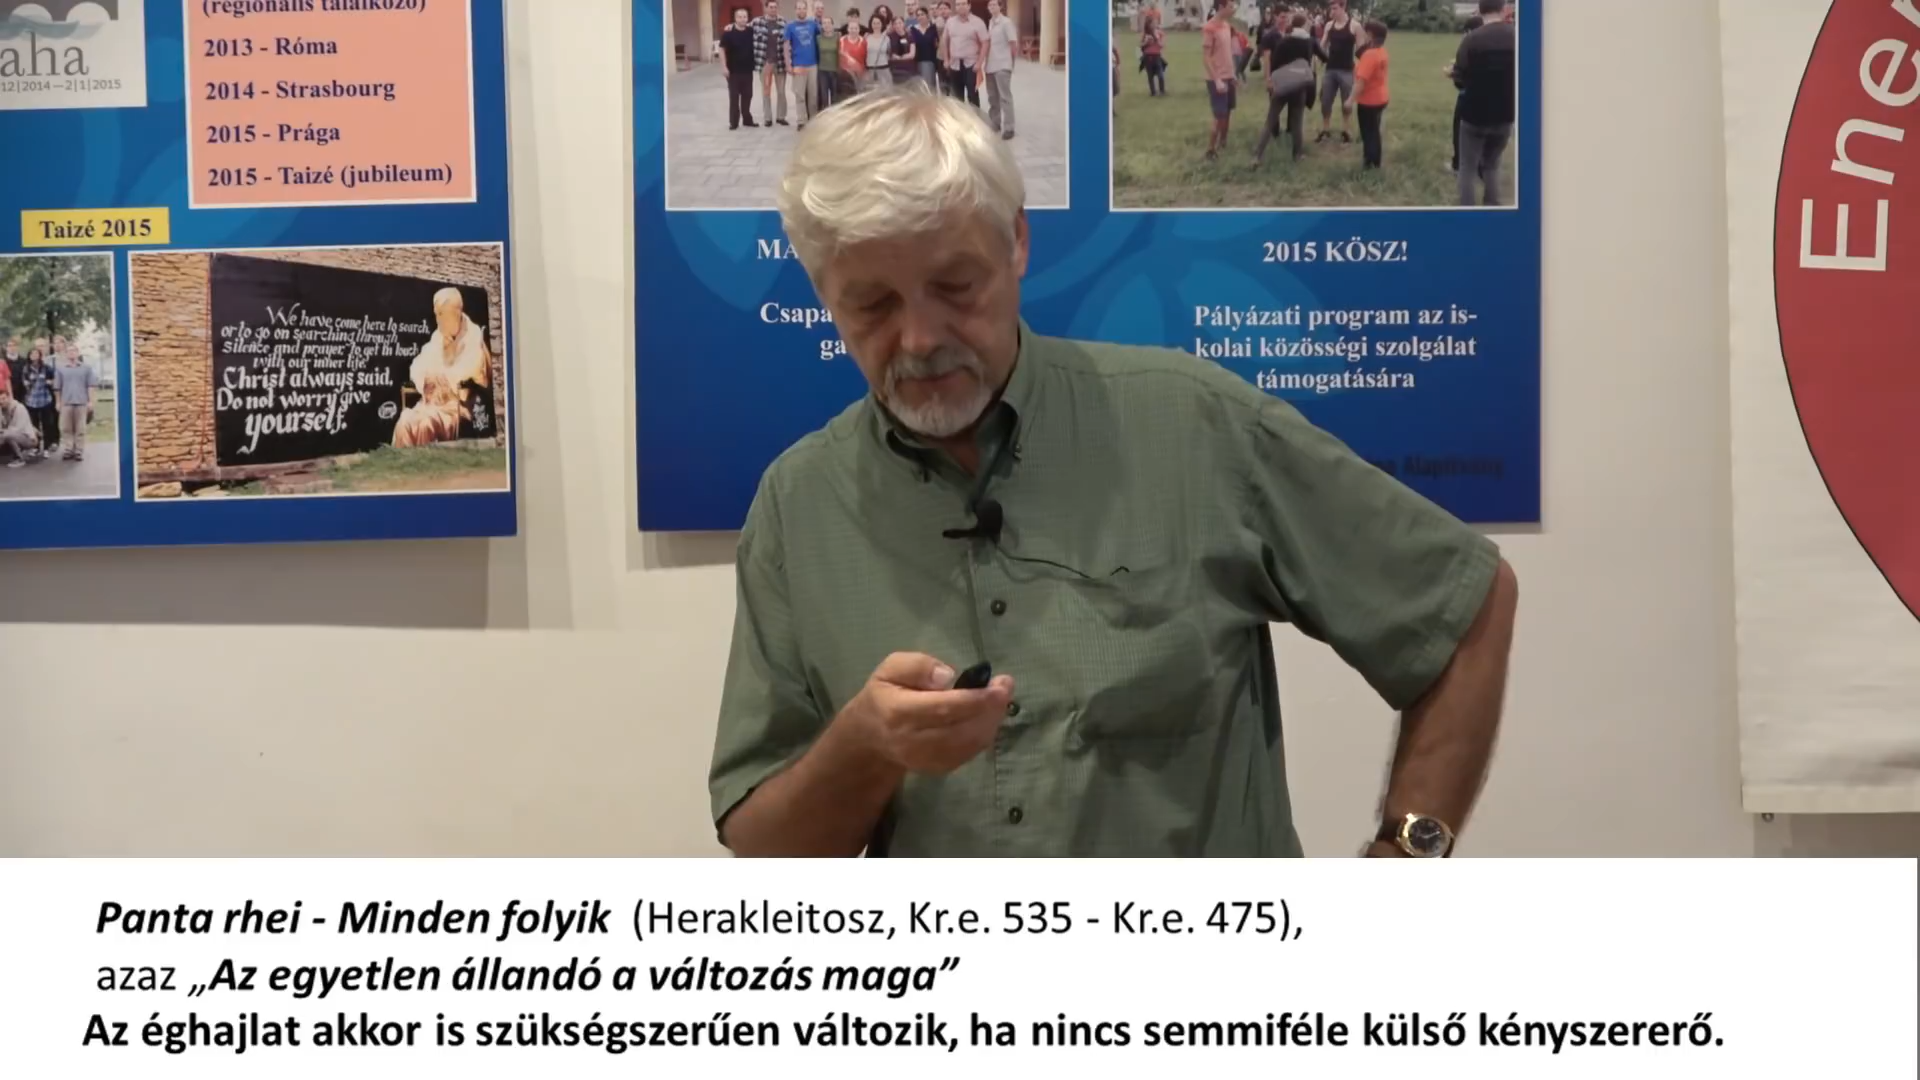 (regionális találkozó)
2013 - Róma
2014 - Strasbourg
2015 - Prága
2015 - Taizé (jubileum)
aha
12|2014—2|1|2015
Taizé 2015
We have come here to search,
or to go on searching through
silence and prayer, to get in touch
with our inner life.
Christ always said,
Do not worry, give
yourself.
MA
Csapa
ga
2015 KÖSZ!
Pályázati program az is-
kolai közösségi szolgálat
támogatására
Alapítvány
Ener
Panta rhei - Minden folyik (Herakleitosz, Kr.e. 535 - Kr.e. 475),
azaz „Az egyetlen állandó a változás maga”
Az éghajlat akkor is szükségszerűen változik, ha nincs semmiféle külső kényszererő.